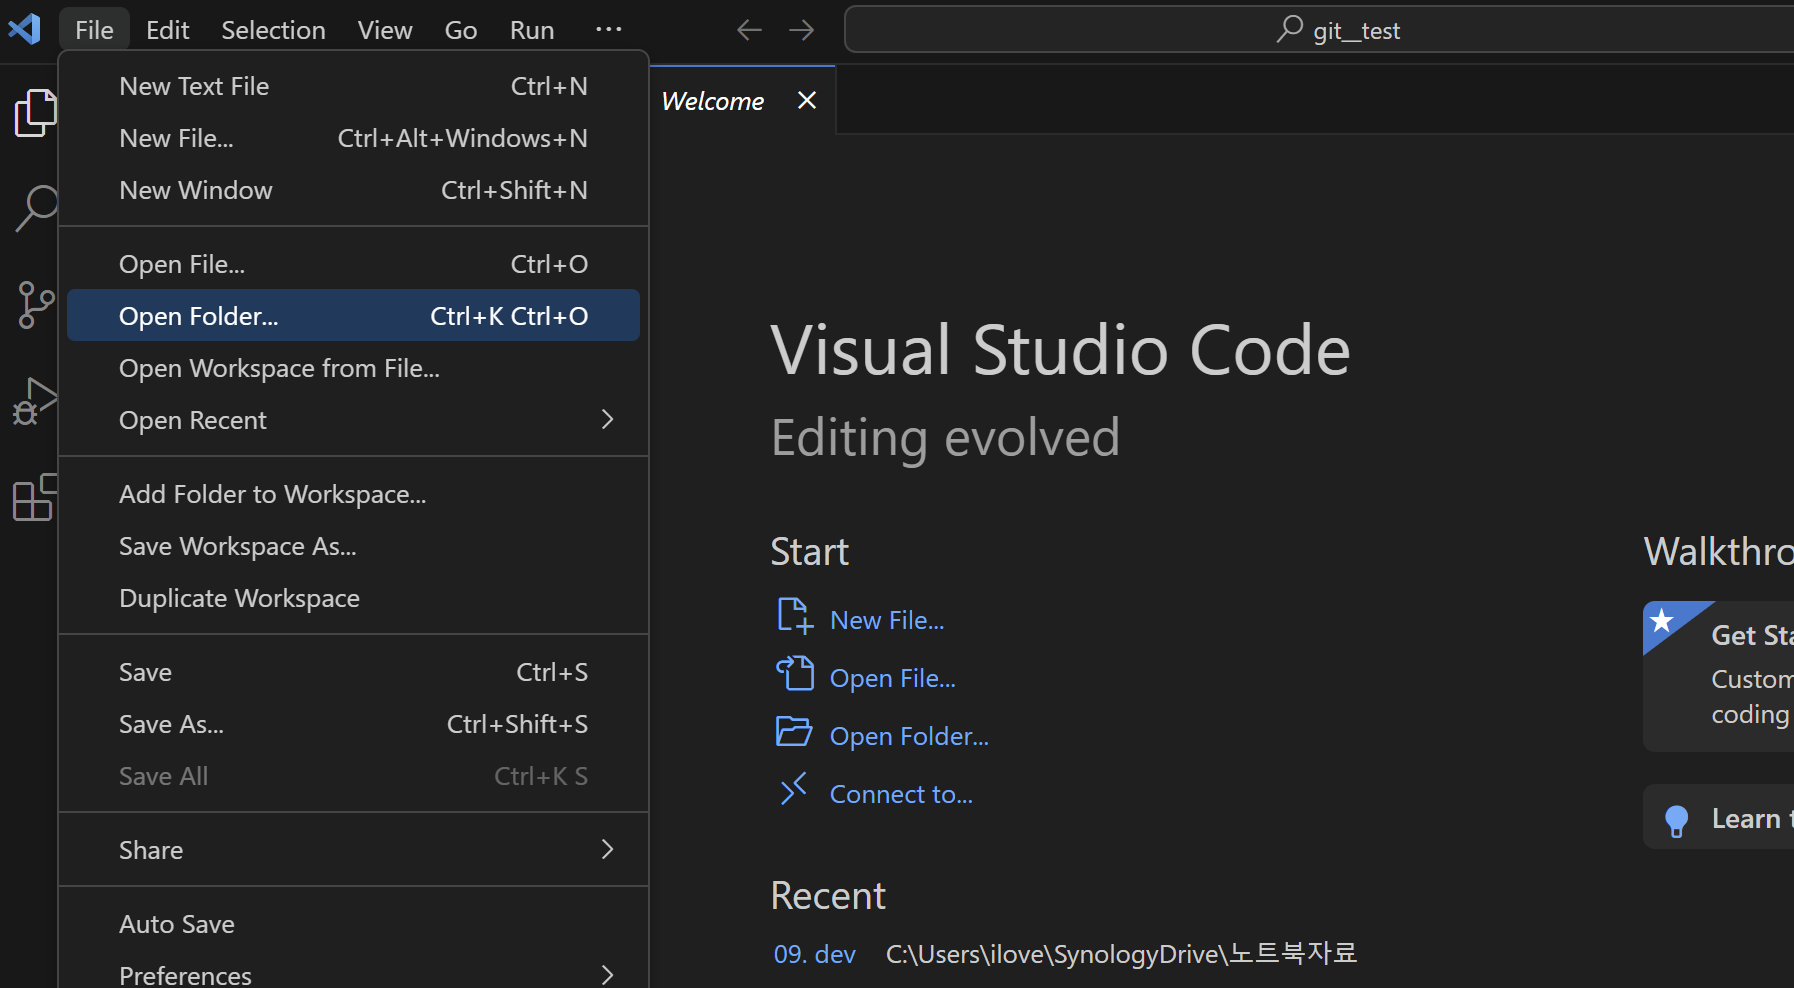 File Edit Selection View Go Run ···
git__test
New Text File Ctrl+N
New File... Ctrl+Alt+Windows+N
New Window Ctrl+Shift+N
Open File... Ctrl+O
Open Folder... Ctrl+K Ctrl+O
Open Workspace from File...
Open Recent
Add Folder to Workspace...
Save Workspace As...
Duplicate Workspace
Save Ctrl+S
Save As... Ctrl+Shift+S
Save All Ctrl+K S
Share
Auto Save
Preferences
Welcome
Visual Studio Code
Editing evolved
Start
New File...
Open File...
Open Folder...
Connect to...
Recent
09. dev C:\Users\ilove\SynologyDrive\노트북자료
Walkthro
Get Sta
Custom
coding
Learn t